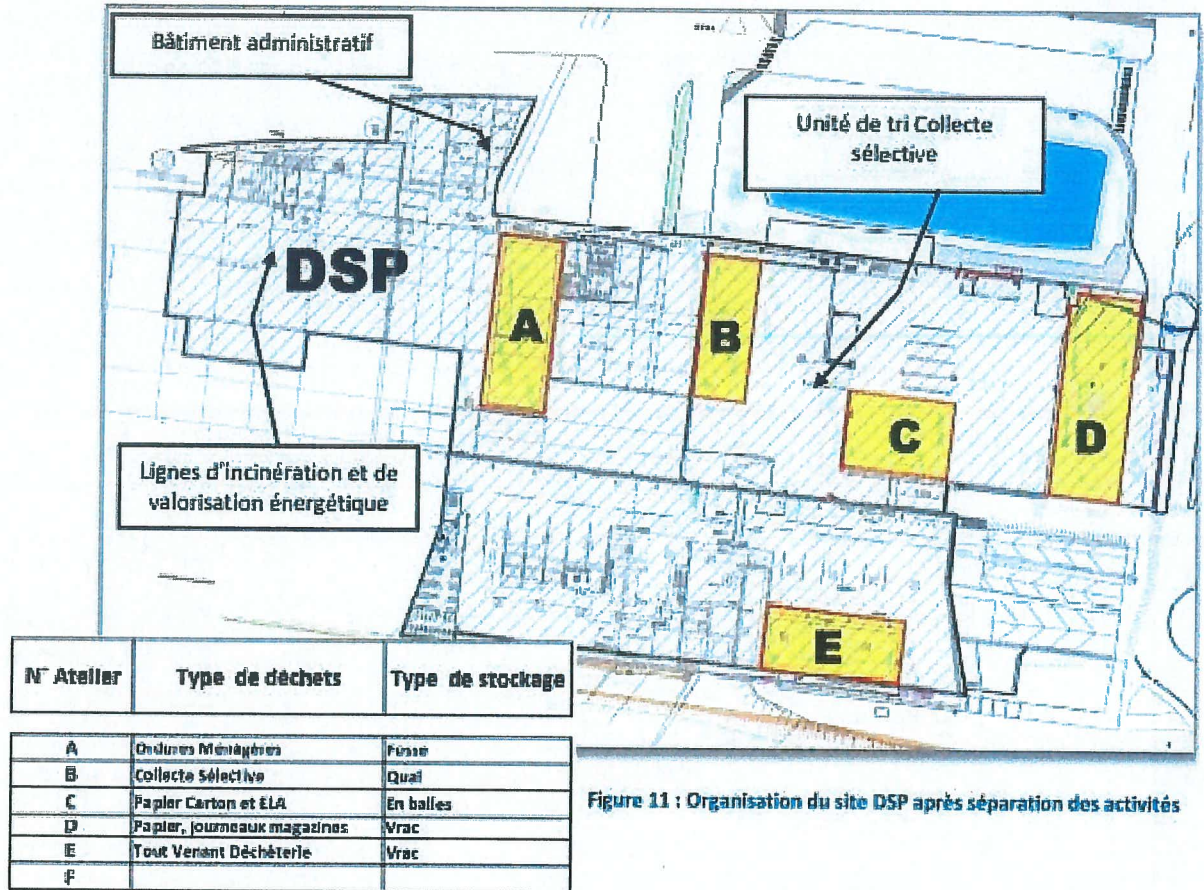 Bâtiment administratif
Unité de tri Collecte
sélective
DSP
A
B
C
D
E
Lignes d'incinération et de
valorisation énergétique
N° Atelier Type de déchets Type de stockage
A Ordures Ménagères Fosse
B Collecte Sélective Quai
C Papier Carton et ELA En balles
D Papier, journeaux magazines Vrac
E Tout Venant Déchèterie Vrac
F
Figure 11 : Organisation du site DSP après séparation des activités